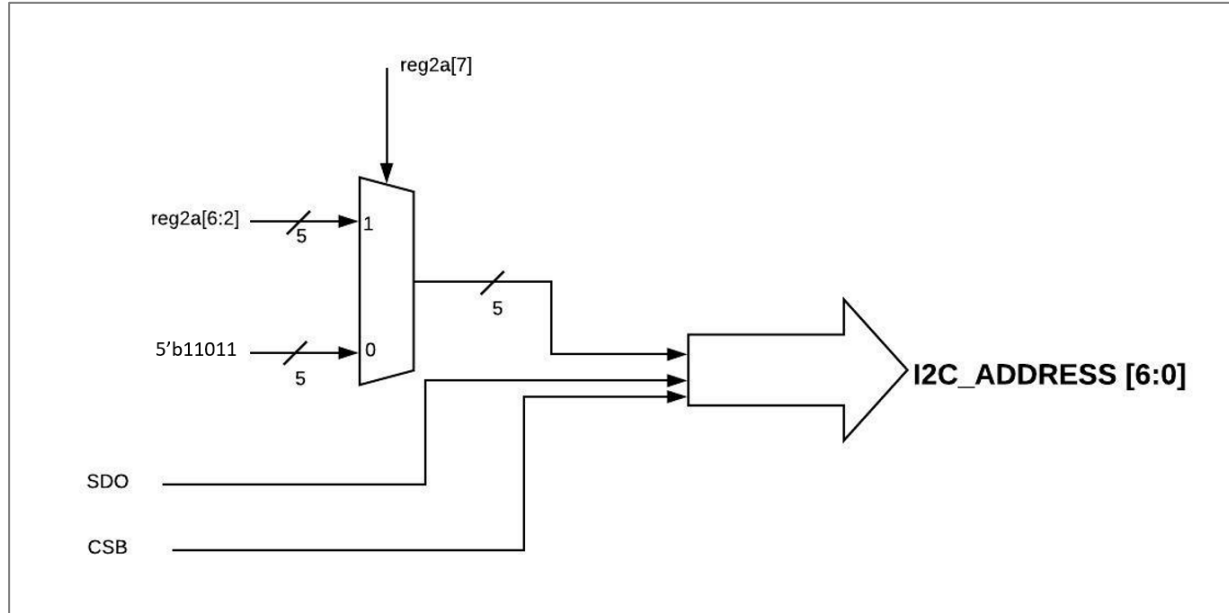 reg2a[7]
reg2a[6:2]
5
1
5
5'b11011
5
0
I2C_ADDRESS [6:0]
SDO
CSB